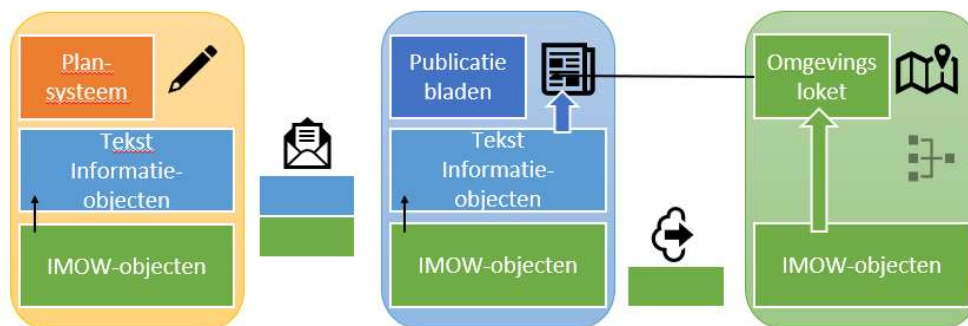 Plan-
systeem
Tekst
Informatie-
objecten
IMOW-objecten
Publicatie
bladen
Tekst
Informatie-
objecten
IMOW-objecten
Omgevings
loket
IMOW-objecten